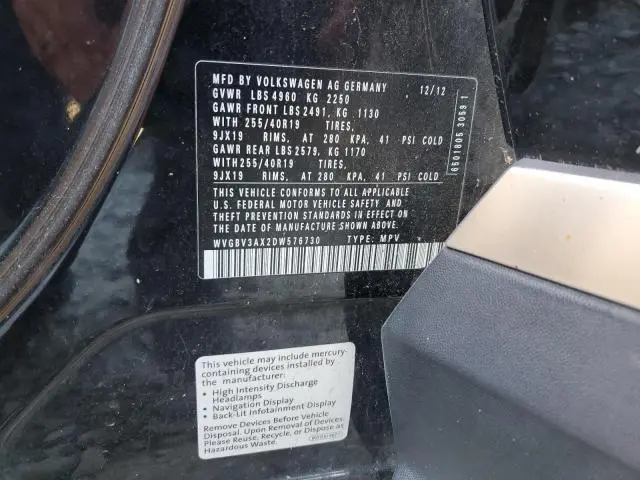 MFD BY VOLKSWAGEN AG GERMANY 12/12
GVWR LBS 4960 KG 2250
GAWR FRONT LBS 2491, KG 1130
WITH 255/40R19 TIRES,
9JX19 RIMS, AT 280 KPA, 41 PSI COLD
GAWR REAR LBS 2579, KG 1170
WITH 255/40R19 TIRES,
9JX19 RIMS, AT 280 KPA, 41 PSI COLD
THIS VEHICLE CONFORMS TO ALL APPLICABLE
U.S. FEDERAL MOTOR VEHICLE SAFETY AND
THEFT PREVENTION STANDARDS IN EFFECT ON
THE DATE OF MANUFACTURE SHOWN ABOVE.
WVGBV3AX2DW576730 TYPE: MPV
This vehicle may include mercury-
containing devices installed by
the manufacturer:
• High Intensity Discharge
Headlamps
• Navigation Display
• Back-Lit Infotainment Display
Remove Devices Before Vehicle
Disposal. Upon Removal of Devices
Please Reuse, Recycle, or Dispose as
Hazardous Waste.